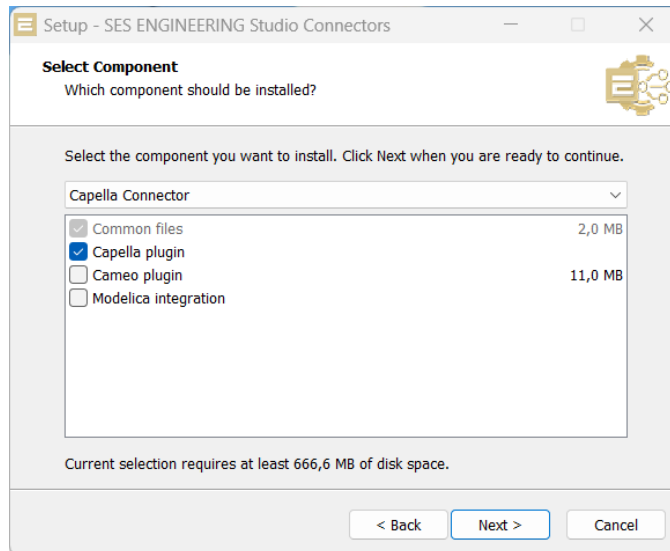 Setup - SES ENGINEERING Studio Connectors
Select Component
Which component should be installed?
Select the component you want to install. Click Next when you are ready to continue.
Capella Connector
Common files 2,0 MB
Capella plugin
Cameo plugin 11,0 MB
Modelica integration
Current selection requires at least 666,6 MB of disk space.
< Back Next > Cancel